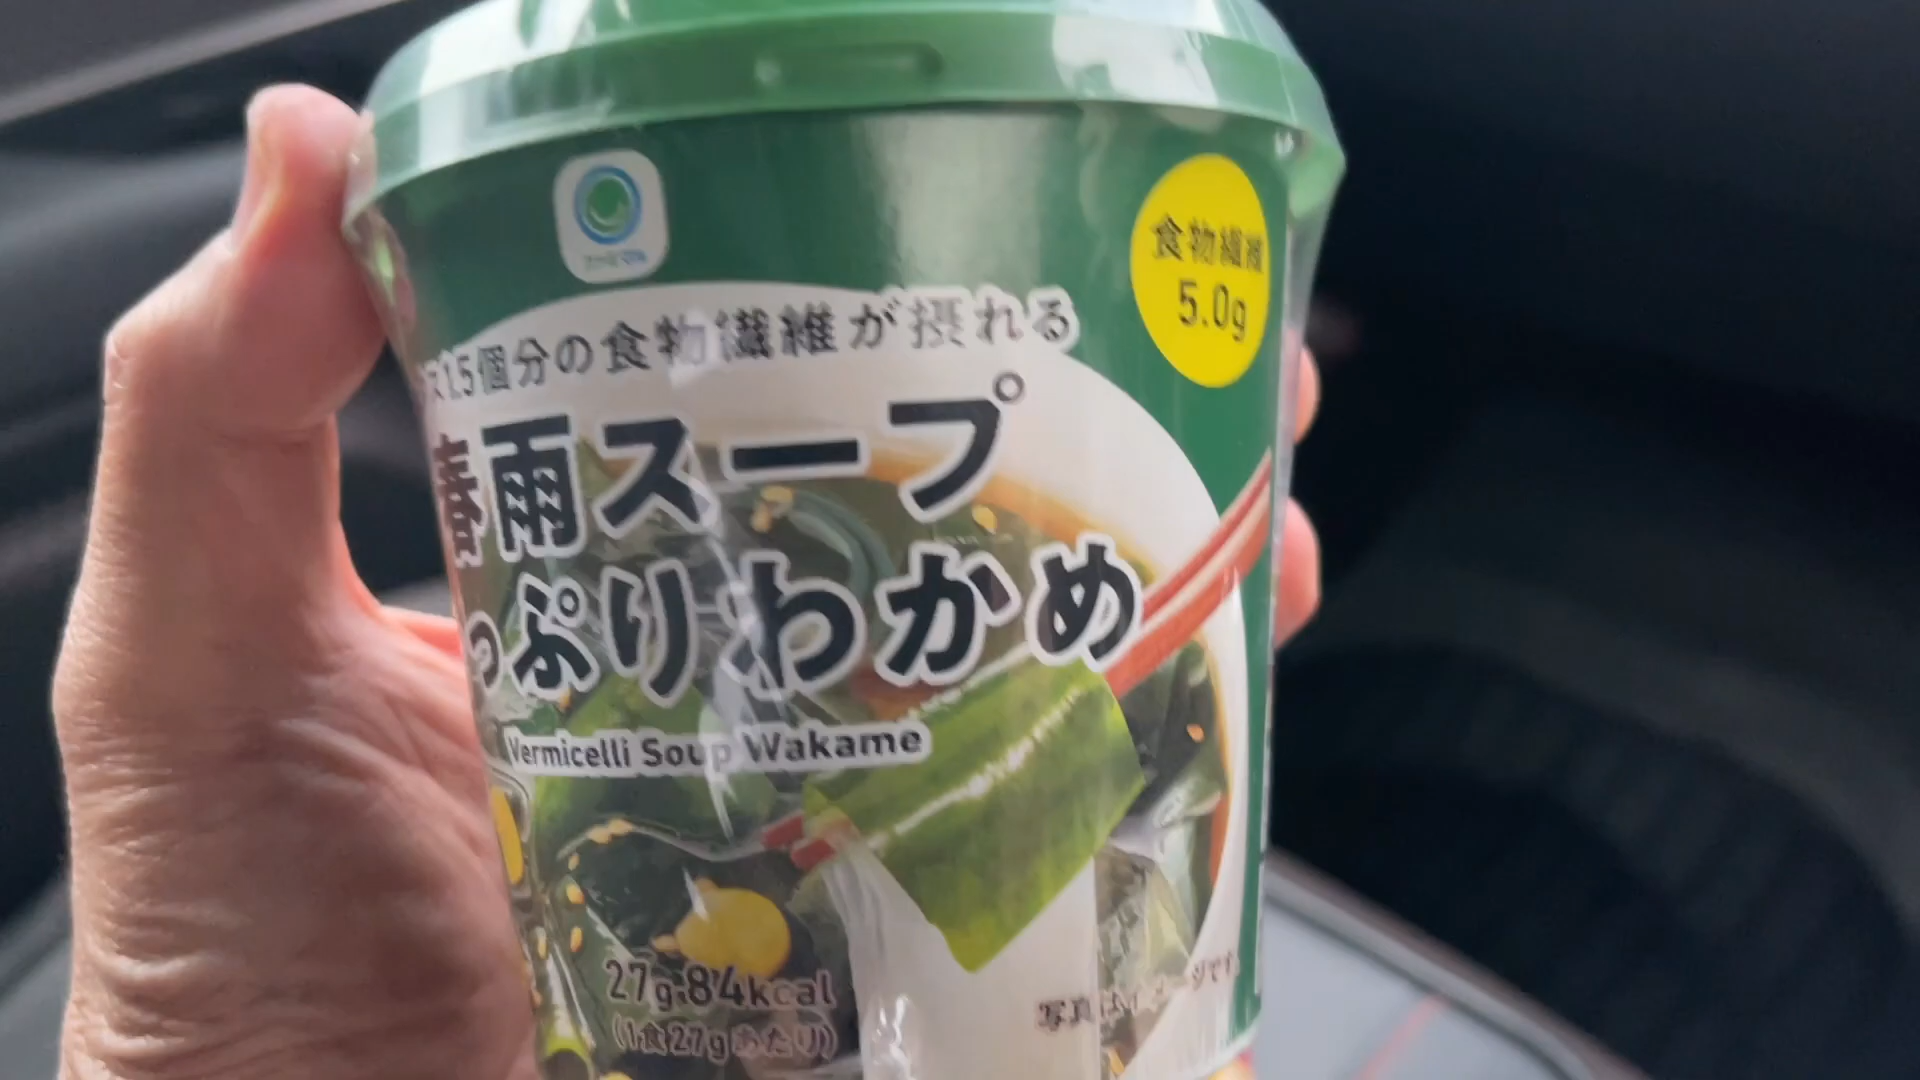 食物繊維
5.0g
1.5個分の食物繊維が摂れる
春雨スープ
っぷりわかめ
Vermicelli Soup Wakame
27g 84kcal
(1食27gあたり)